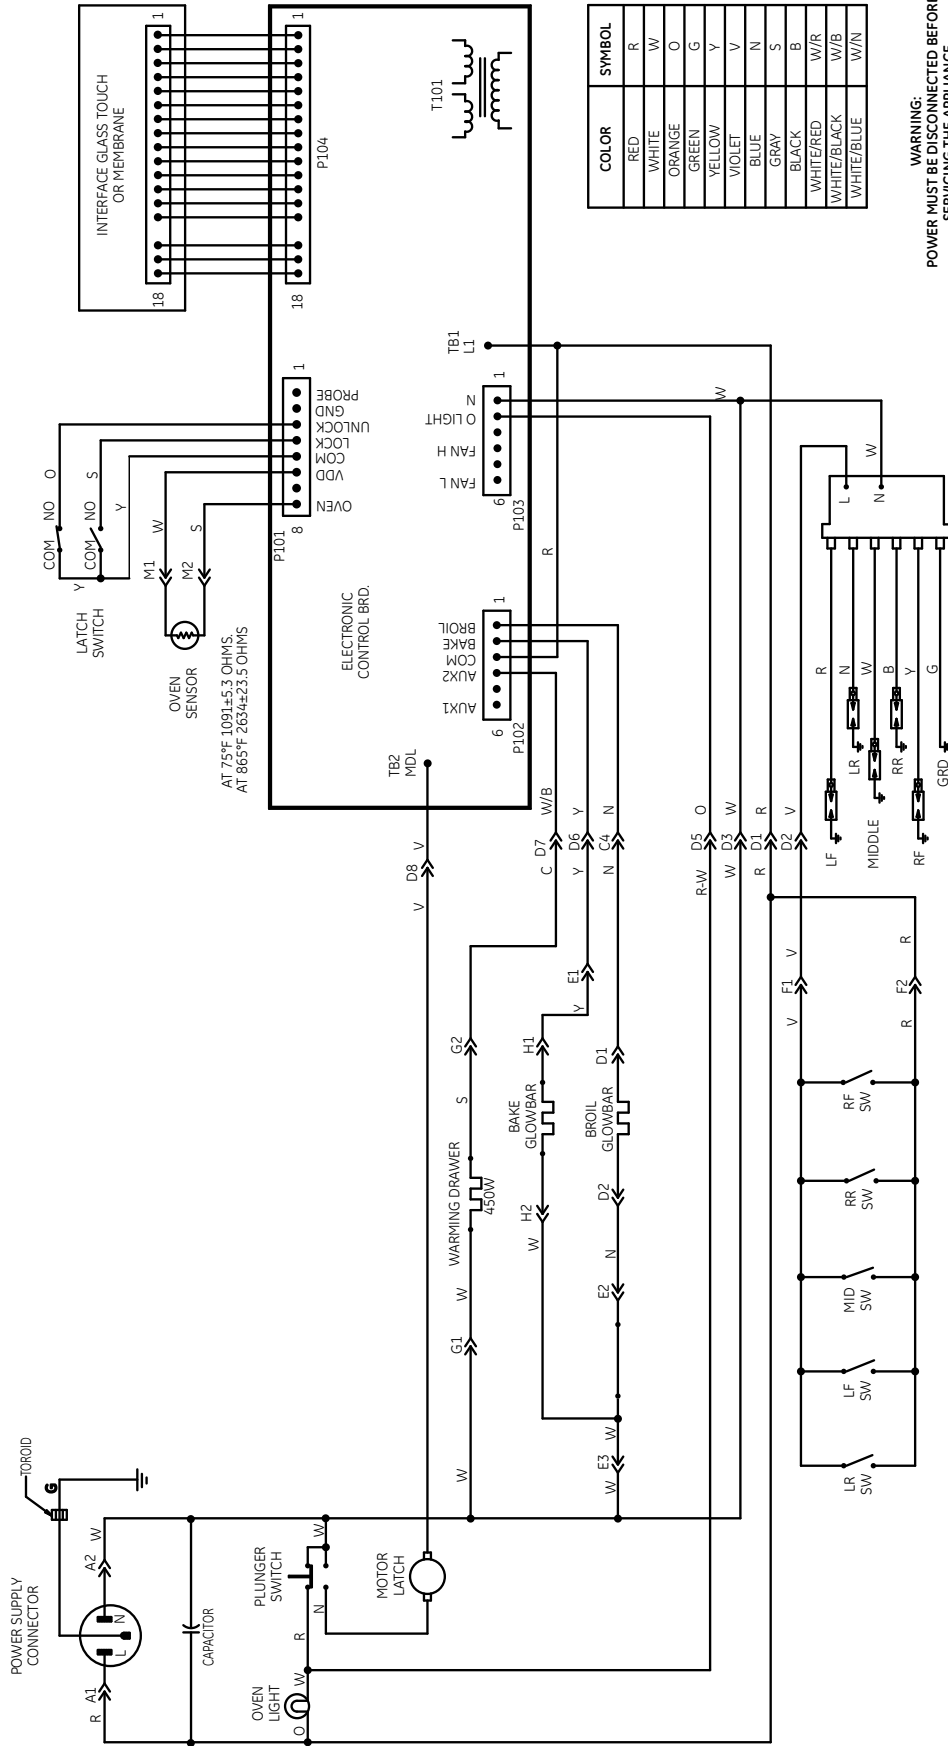 POWER SUPPLY
CONNECTOR
TOROID
G
R
A1
L
N
A2
W
CAPACITOR
OVEN
LIGHT
O
W
R
PLUNGER
SWITCH
N
W
MOTOR
LATCH
W
G1
W
WARMING DRAWER
450W
S
G2
C
D7
W/B
V
D8
V
TB2
MDL
W
E3
W
W
H2
BAKE
GLOWBAR
H1
Y
E1
Y
D6
Y
E2
N
D2
BROIL
GLOWBAR
D1
N
C4
N
LATCH
SWITCH
Y
COM
NO
O
COM
NO
S
Y
OVEN
SENSOR
M1
W
M2
S
AT 75°F 1091±5.3 OHMS.
AT 865°F 2634±23.5 OHMS
ELECTRONIC
CONTROL BRD.
P101
8
1
OVEN
VDD
COM
LOCK
UNLOCK
GND
PROBE
P102
6
1
AUX1
AUX2
COM
BAKE
BROIL
R
P103
6
1
FAN L
FAN H
O LIGHT
N
TB1
L1
INTERFACE GLASS TOUCH
OR MEMBRANE
18
1
18
1
P104
T101
COLOR SYMBOL
RED R
WHITE W
ORANGE O
GREEN G
YELLOW Y
VIOLET V
BLUE N
GRAY S
BLACK B
WHITE/RED W/R
WHITE/BLACK W/B
WHITE/BLUE W/N
WARNING:
POWER MUST BE DISCONNECTED BEFORE
SERVICING THE APPLIANCE
R-W
D5
O
W
D3
W
W
R
D1
R
D2
V
V
F1
V
R
F2
R
LR
SW
LF
SW
MID
SW
RR
SW
RF
SW
L
N
W
R
N
W
B
Y
G
LF
LR
MIDDLE
RR
RF
GRD